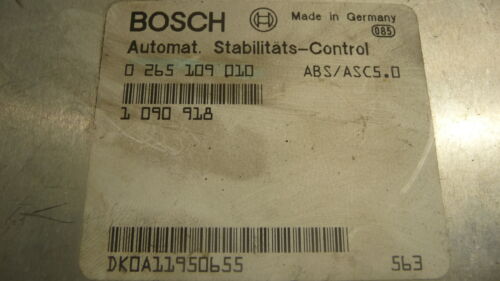 BOSCH Made in Germany
085
Automat. Stabilitäts-Control
0 265 109 010 ABS/ASC5.0
1 090 918
DK0A11950655 563